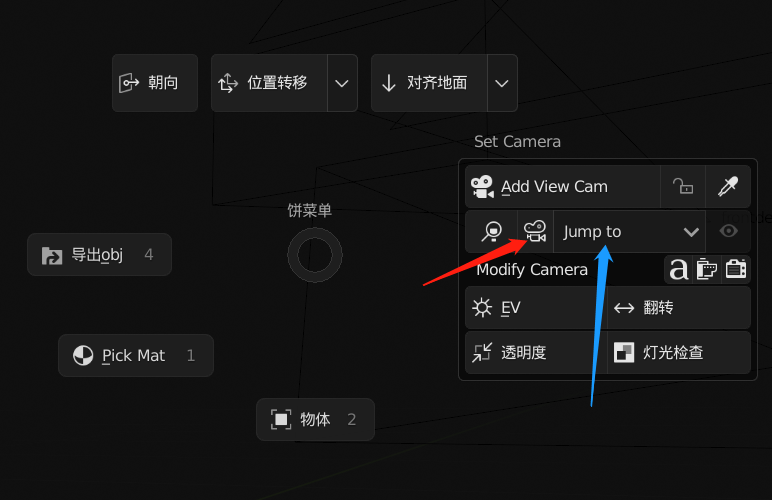 朝向
位置转移
对齐地面
Set Camera
Add View Cam
饼菜单
Jump to
导出obj 4
Modify Camera
a
EV
翻转
Pick Mat 1
透明度
灯光检查
物体 2